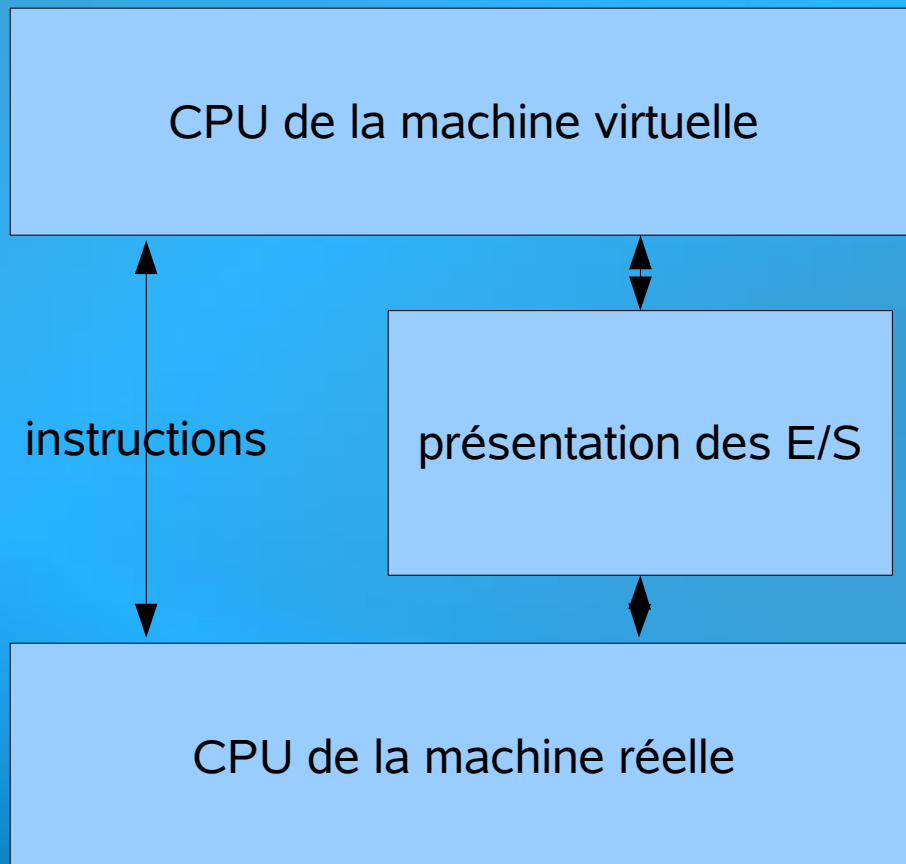 CPU de la machine virtuelle
instructions
présentation des E/S
CPU de la machine réelle